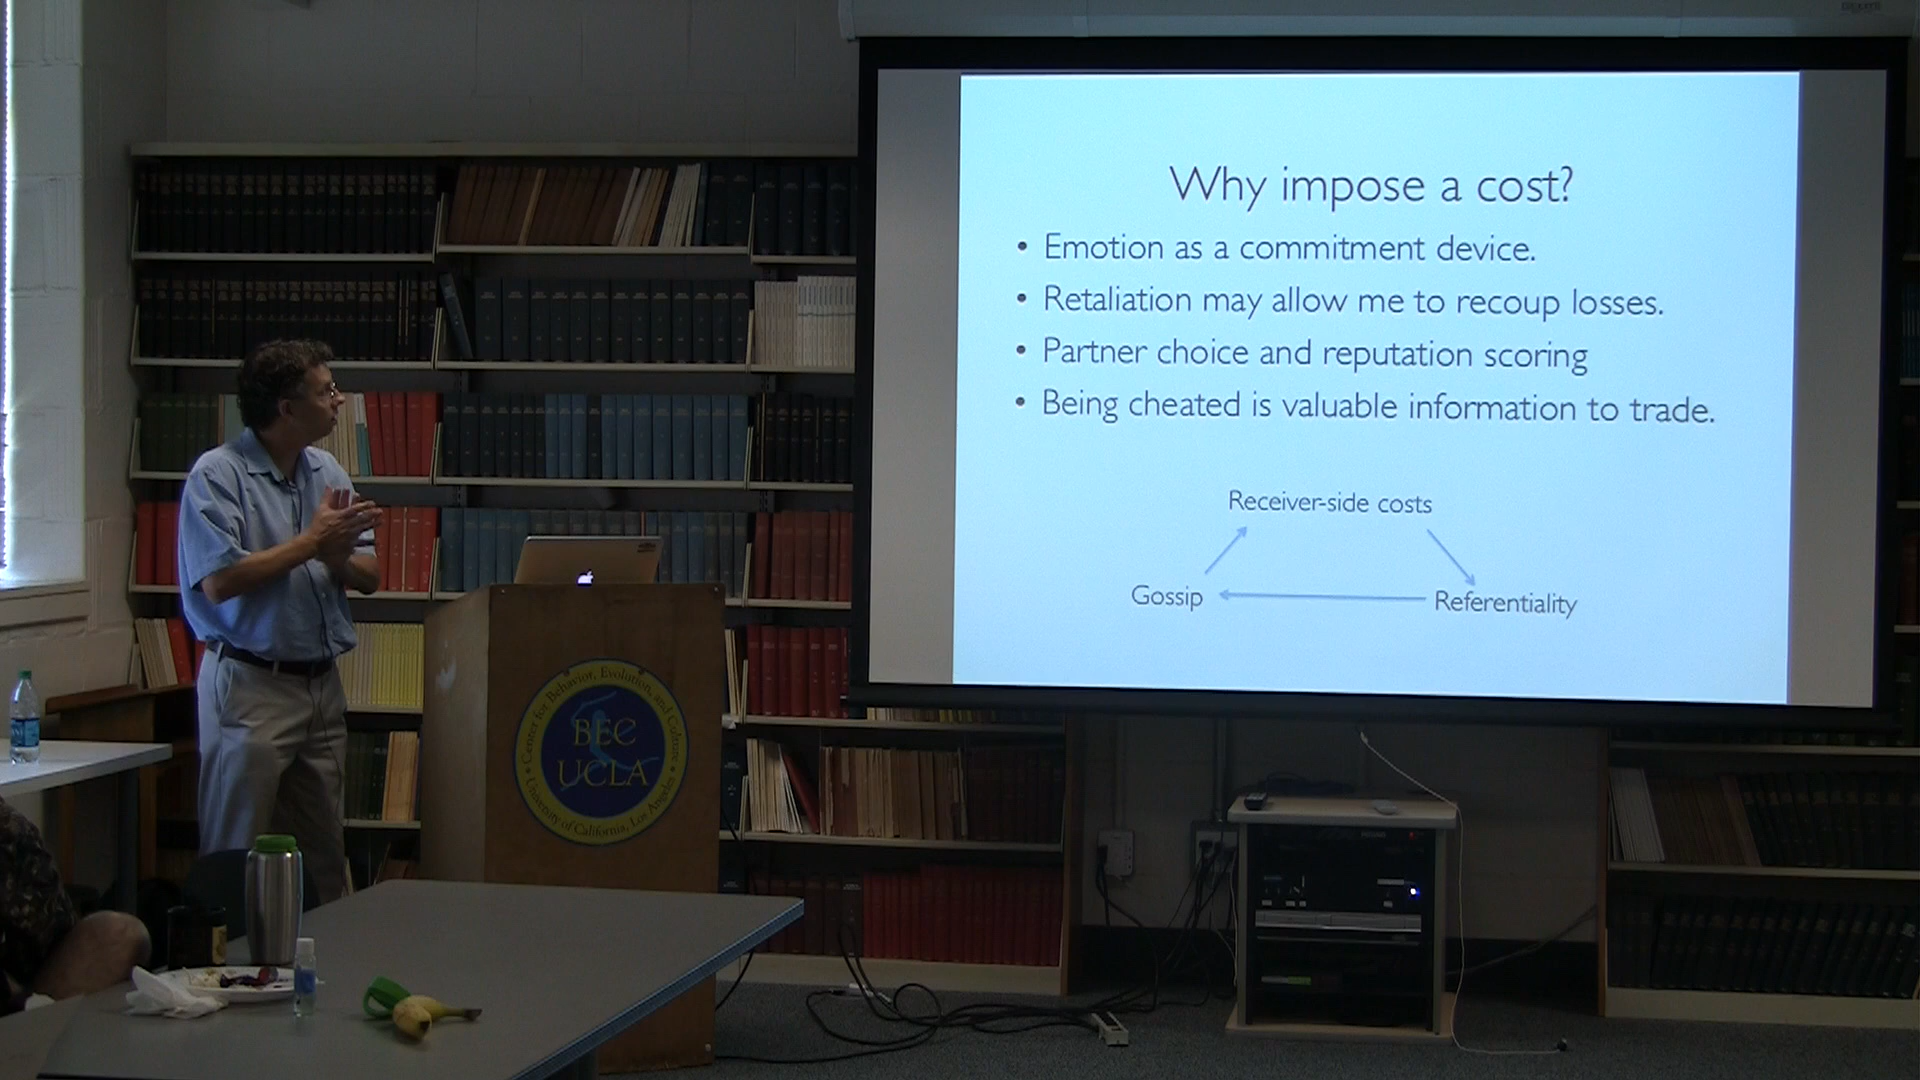 Why impose a cost?
• Emotion as a commitment device.
• Retaliation may allow me to recoup losses.
• Partner choice and reputation scoring
• Being cheated is valuable information to trade.
Receiver-side costs
Gossip
Referentiality
Center for Behavior, Evolution, and Culture
BEC
UCLA
University of California, Los Angeles